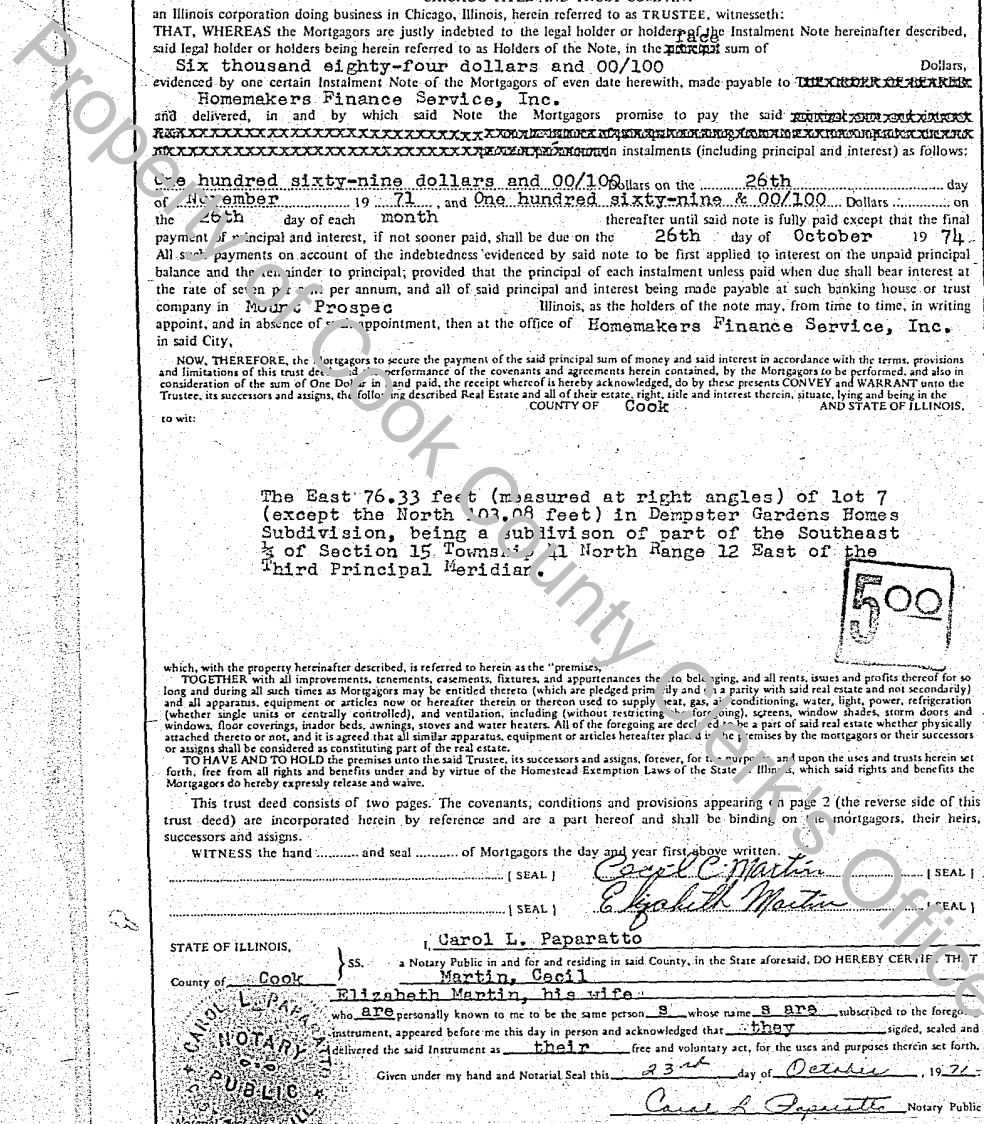 an Illinois corporation doing business in Chicago, Illinois, herein referred to as TRUSTEE, witnesseth:
THAT, WHEREAS the Mortgagors are justly indebted to the legal holder or holders of the Instalment Note hereinafter described,
face
said legal holder or holders being herein referred to as Holders of the Note, in the principal sum of
Six thousand eighty-four dollars and 00/100 Dollars,
evidenced by one certain Instalment Note of the Mortgagors of even date herewith, made payable to THE ORDER OF BEARER
Homemakers Finance Service, Inc.
and delivered, in and by which said Note the Mortgagors promise to pay the said
in instalments (including principal and interest) as follows:
One hundred sixty-nine dollars and 00/100 Dollars on the 26th day
of November 19 71, and One hundred sixty-nine & 00/100 Dollars on
the 26th day of each month thereafter until said note is fully paid except that the final
payment of principal and interest, if not sooner paid, shall be due on the 26th day of October 19 74.
All such payments on account of the indebtedness evidenced by said note to be first applied to interest on the unpaid principal
balance and the remainder to principal; provided that the principal of each instalment unless paid when due shall bear interest at
the rate of seven per cent per annum, and all of said principal and interest being made payable at such banking house or trust
company in Mount Prospec Illinois, as the holders of the note may, from time to time, in writing
appoint, and in absence of such appointment, then at the office of Homemakers Finance Service, Inc.
in said City,
NOW, THEREFORE, the Mortgagors to secure the payment of the said principal sum of money and said interest in accordance with the terms, provisions
and limitations of this trust deed, and the performance of the covenants and agreements herein contained, by the Mortgagors to be performed, and also in
consideration of the sum of One Dollar in hand paid, the receipt whereof is hereby acknowledged, do by these presents CONVEY and WARRANT unto the
Trustee, its successors and assigns, the following described Real Estate and all of their estate, right, title and interest therein, situate, lying and being in the
COUNTY OF Cook AND STATE OF ILLINOIS,
to wit:
The East 76.33 feet (measured at right angles) of lot 7
(except the North 103.08 feet) in Dempster Gardens Homes
Subdivision, being a subdivison of part of the Southeast
¼ of Section 15 Township 41 North Range 12 East of the
Third Principal Meridian.
5 00
which, with the property hereinafter described, is referred to herein as the "premises,"
TOGETHER with all improvements, tenements, easements, fixtures, and appurtenances thereto belonging, and all rents, issues and profits thereof for so
long and during all such times as Mortgagors may be entitled thereto (which are pledged primarily and on a parity with said real estate and not secondarily)
and all apparatus, equipment or articles now or hereafter therein or thereon used to supply heat, gas, air conditioning, water, light, power, refrigeration
(whether single units or centrally controlled), and ventilation, including (without restricting the foregoing), screens, window shades, storm doors and
windows, floor coverings, inador beds, awnings, stoves and water heaters. All of the foregoing are declared to be a part of said real estate whether physically
attached thereto or not, and it is agreed that all similar apparatus, equipment or articles hereafter placed in the premises by the mortgagors or their successors
or assigns shall be considered as constituting part of the real estate.
TO HAVE AND TO HOLD the premises unto the said Trustee, its successors and assigns, forever, for the purposes, and upon the uses and trusts herein set
forth, free from all rights and benefits under and by virtue of the Homestead Exemption Laws of the State of Illinois, which said rights and benefits the
Mortgagors do hereby expressly release and waive.
This trust deed consists of two pages. The covenants, conditions and provisions appearing on page 2 (the reverse side of this
trust deed) are incorporated herein by reference and are a part hereof and shall be binding on the mortgagors, their heirs,
successors and assigns.
WITNESS the hand and seal of Mortgagors the day and year first above written.
[ SEAL ] Cecil C. Martin [ SEAL ]
[ SEAL ] Elizabeth Martin [ SEAL ]
STATE OF ILLINOIS, I, Carol L. Paparatto
SS. a Notary Public in and for and residing in said County, in the State aforesaid, DO HEREBY CERTIFY THAT
County of Cook Martin, Cecil
Elizabeth Martin, his wife
who are personally known to me to be the same person s whose name s are subscribed to the foregoing
instrument, appeared before me this day in person and acknowledged that they signed, sealed and
delivered the said Instrument as their free and voluntary act, for the uses and purposes therein set forth.
Given under my hand and Notarial Seal this 23rd day of October, 19 71.
Carol L. Paparatto Notary Public
CAROL L. PAPARATTO
NOTARY
PUBLIC
Property of Cook County Clerk's Office